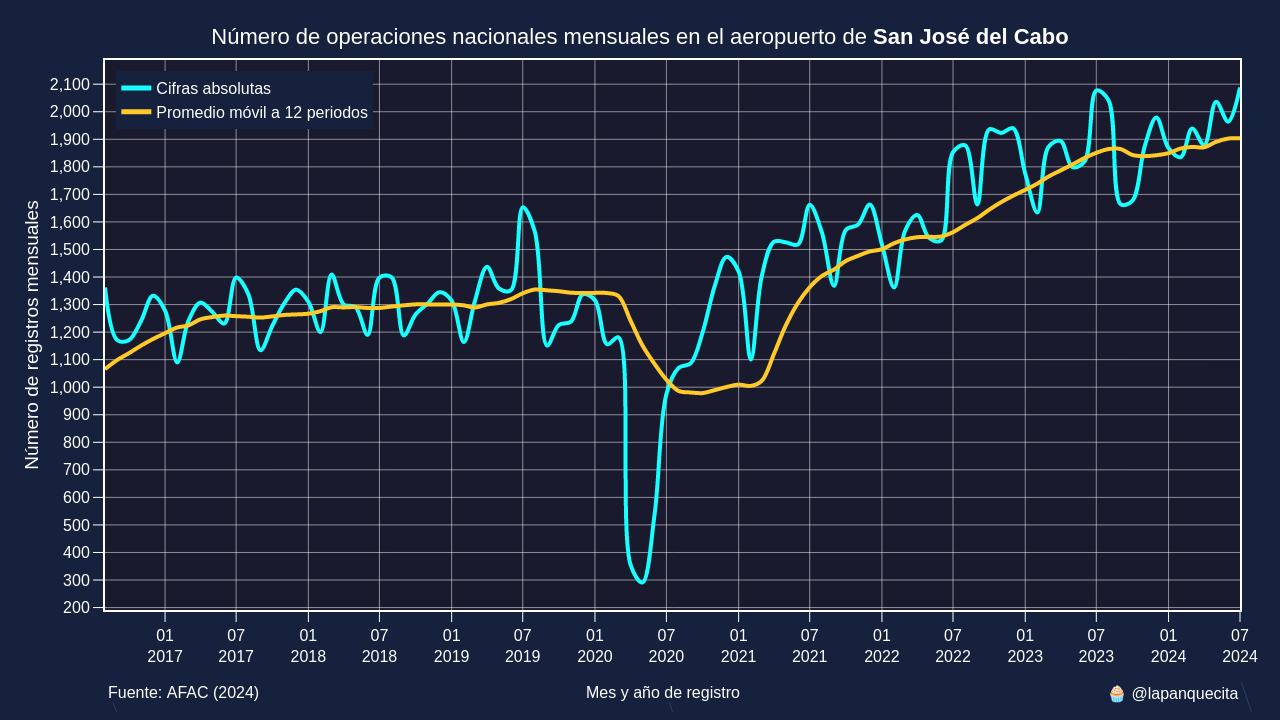 Número de operaciones nacionales mensuales en el aeropuerto de San José del Cabo
Cifras absolutas
Promedio móvil a 12 periodos
Número de registros mensuales
2,100
2,000
1,900
1,800
1,700
1,600
1,500
1,400
1,300
1,200
1,100
1,000
900
800
700
600
500
400
300
200
01 07 01 07 01 07 01 07 01 07 01 07 01 07 01 07
2017 2017 2018 2018 2019 2019 2020 2020 2021 2021 2022 2022 2023 2023 2024 2024
Fuente: AFAC (2024) Mes y año de registro 🧁 @lapanquecita